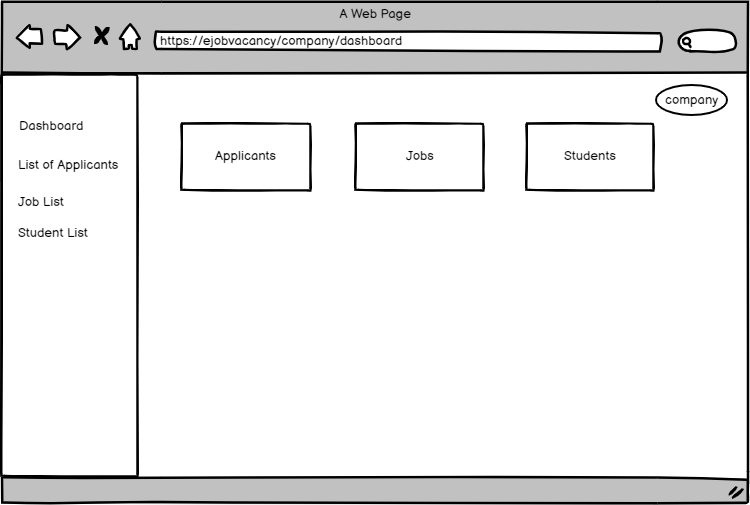 A Web Page
https://ejobvacancy/company/dashboard
company
Dashboard
List of Applicants
Job List
Student List
Applicants
Jobs
Students